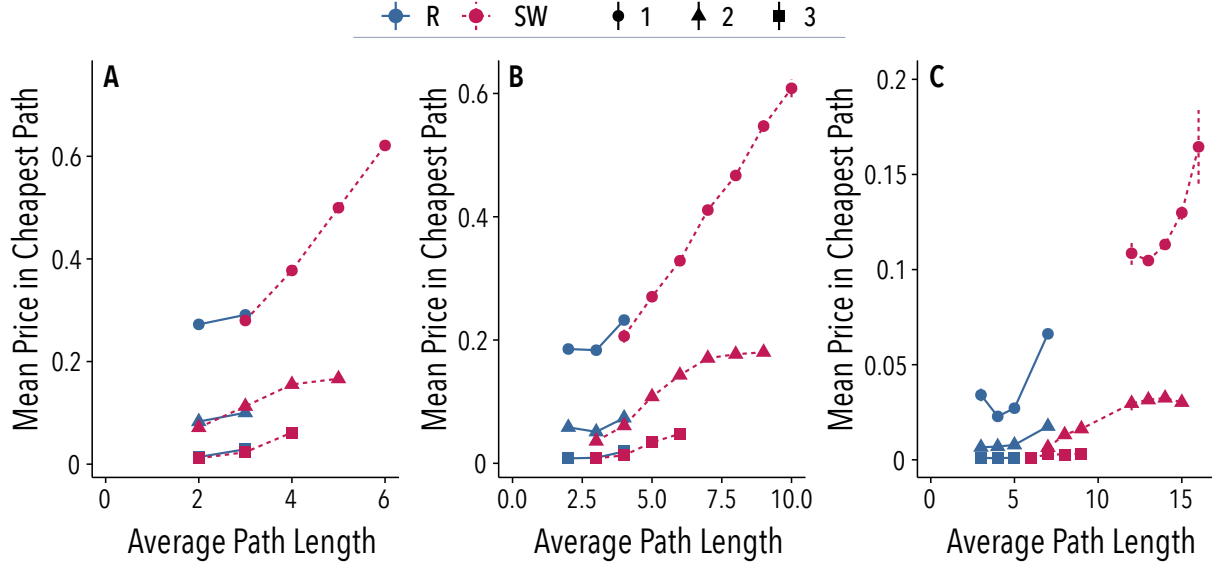 R SW 1 2 3
A
Mean Price in Cheapest Path
0.6
0.4
0.2
0
0 2 4 6
Average Path Length
B
Mean Price in Cheapest Path
0.6
0.4
0.2
0
0.0 2.5 5.0 7.5 10.0
Average Path Length
C
Mean Price in Cheapest Path
0.2
0.15
0.1
0.05
0
0 5 10 15
Average Path Length